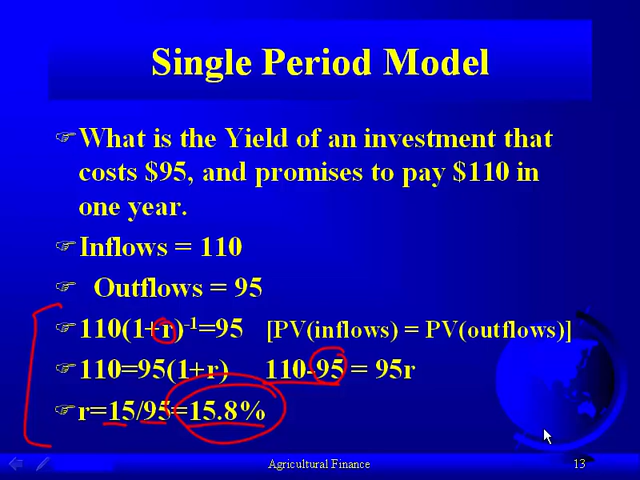 Single Period Model
What is the Yield of an investment that
costs $95, and promises to pay $110 in
one year.
Inflows = 110
Outflows = 95
110(1+r)⁻¹=95 [PV(inflows) = PV(outflows)]
110=95(1+r) 110-95 = 95r
r=15/95=15.8%
Agricultural Finance 13